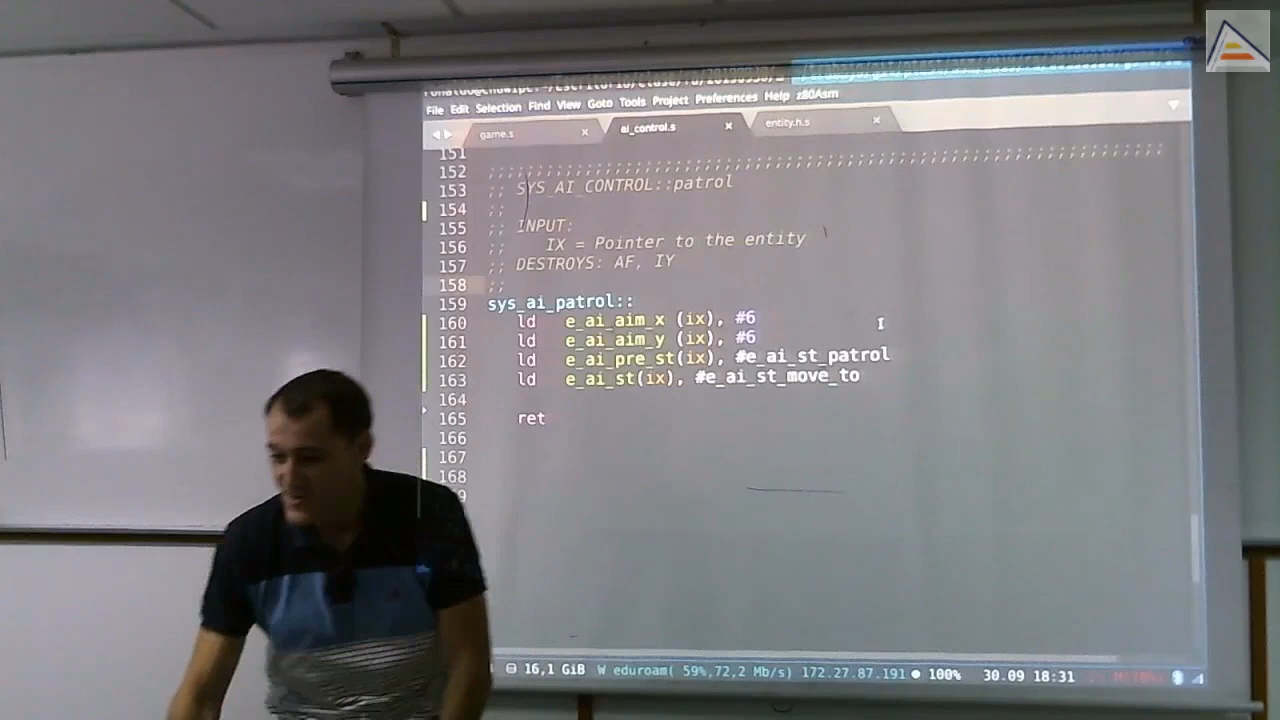 File Edit Selection Find View Goto Tools Project Preferences Help z80Asm
game.s × ai_control.s × entity.h.s ×
151
152 ;;;;;;;;;;;;;;;;;;;;;;;;;;;;;;;;;;;;;;;;;;;;;;;;;;;;;;;;;;;;;;;;;;;;
153 ;; SYS_AI_CONTROL::patrol
154 ;;
155 ;; INPUT:
156 ;; IX = Pointer to the entity
157 ;; DESTROYS: AF, IY
158 ;;
159 sys_ai_patrol::
160 ld e_ai_aim_x (ix), #6
161 ld e_ai_aim_y (ix), #6
162 ld e_ai_pre_st(ix), #e_ai_st_patrol
163 ld e_ai_st(ix), #e_ai_st_move_to
164
165 ret
166
167
168
16,1 GiB W eduroam( 59%,72,2 Mb/s) 172.27.87.191 ● 100% 30.09 18:31